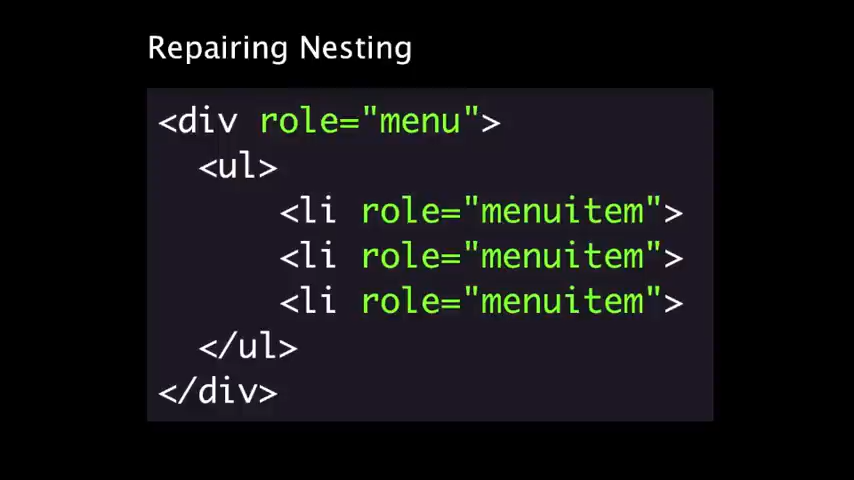 Repairing Nesting
<div role="menu">
<ul>
<li role="menuitem">
<li role="menuitem">
<li role="menuitem">
</ul>
</div>